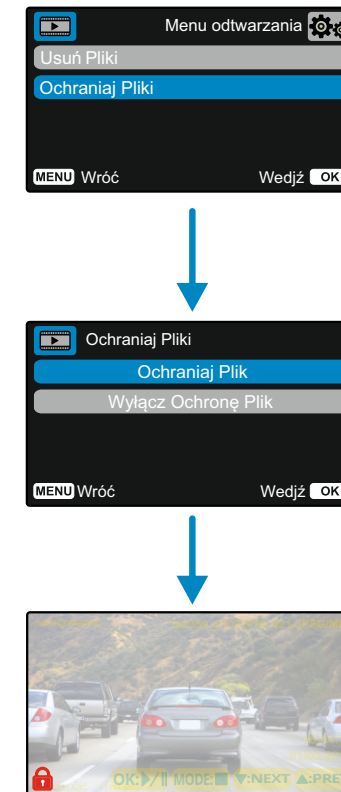 Menu odtwarzania
Usuń Pliki
Ochraniaj Pliki
MENU Wróć Wedjź OK
Ochraniaj Pliki
Ochraniaj Plik
Wyłącz Ochronę Plik
MENU Wróć Wedjź OK
OK: / MODE: :NEXT :PRE